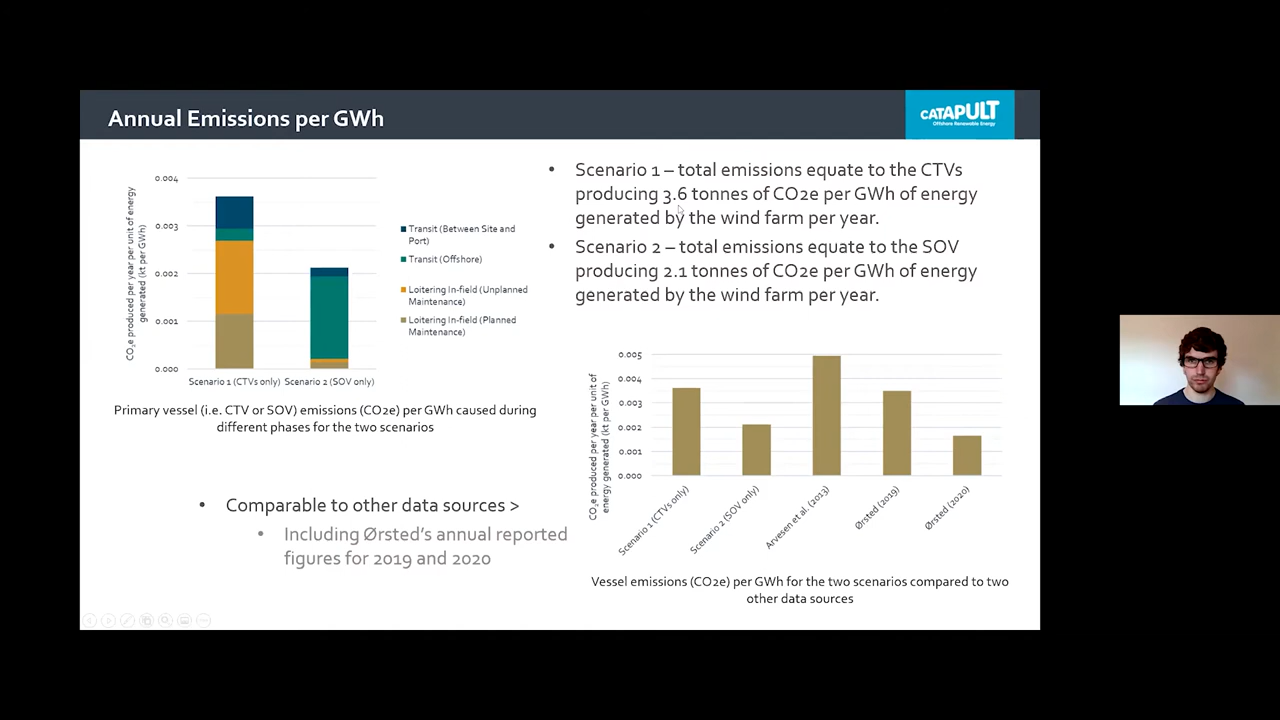 Annual Emissions per GWh
CATAPULT
Offshore Renewable Energy
CO₂e produced per year per unit of energy
generated (kt per GWh)
0.004
0.003
0.002
0.001
0.000
Scenario 1 (CTVs only)
Scenario 2 (SOV only)
Transit (Between Site and
Port)
Transit (Offshore)
Loitering In-field (Unplanned
Maintenance)
Loitering In-field (Planned
Maintenance)
Primary vessel (i.e. CTV or SOV) emissions (CO2e) per GWh caused during
different phases for the two scenarios
• Scenario 1 – total emissions equate to the CTVs
producing 3.6 tonnes of CO2e per GWh of energy
generated by the wind farm per year.
• Scenario 2 – total emissions equate to the SOV
producing 2.1 tonnes of CO2e per GWh of energy
generated by the wind farm per year.
• Comparable to other data sources >
• Including Ørsted's annual reported
figures for 2019 and 2020
CO₂e produced per year per unit of
energy generated (kt per GWh)
0.005
0.004
0.003
0.002
0.001
0.000
Scenario 1 (CTVs only)
Scenario 2 (SOV only)
Arvesen et al. (2013)
Ørsted (2019)
Ørsted (2020)
Vessel emissions (CO2e) per GWh for the two scenarios compared to two
other data sources